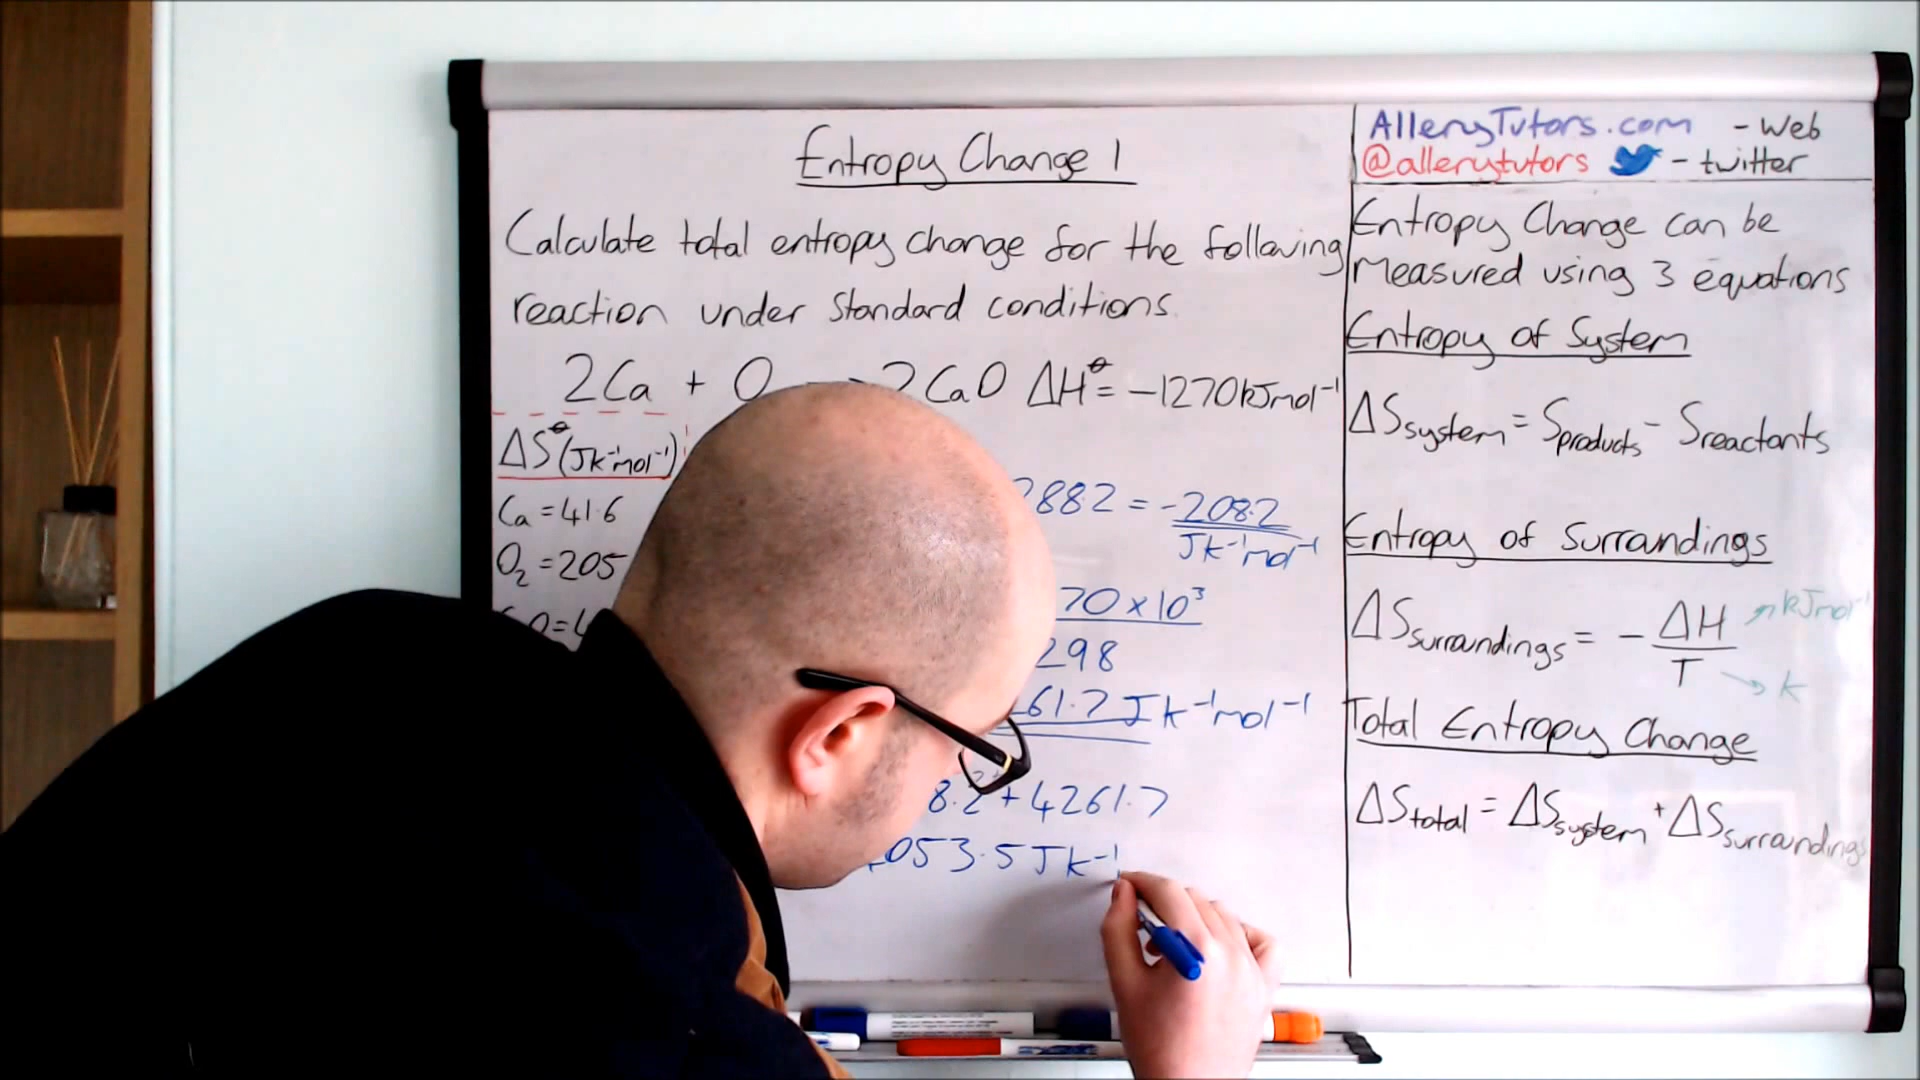 Entropy Change 1
Calculate total entropy change for the following
reaction under standard conditions.
2Ca + O 2CaO ΔH^θ = -1270kJmol⁻¹
ΔS^θ (JK⁻¹mol⁻¹)
Ca = 41.6
O₂ = 205
882 = -208.2
JK⁻¹mol⁻¹
70 x 10³
298
61.7 JK⁻¹mol⁻¹
8.2 + 4261.7
053.5 JK⁻¹
AlleryTutors.com - Web
@allerytutors - twitter
Entropy Change can be
measured using 3 equations
Entropy of System
ΔSsystem = Sproducts - Sreactants
Entropy of Surrandings
ΔSsurroundings = - ΔH/T kJmol⁻¹
K
Total Entropy Change
ΔStotal = ΔSsystem + ΔSsurroundings